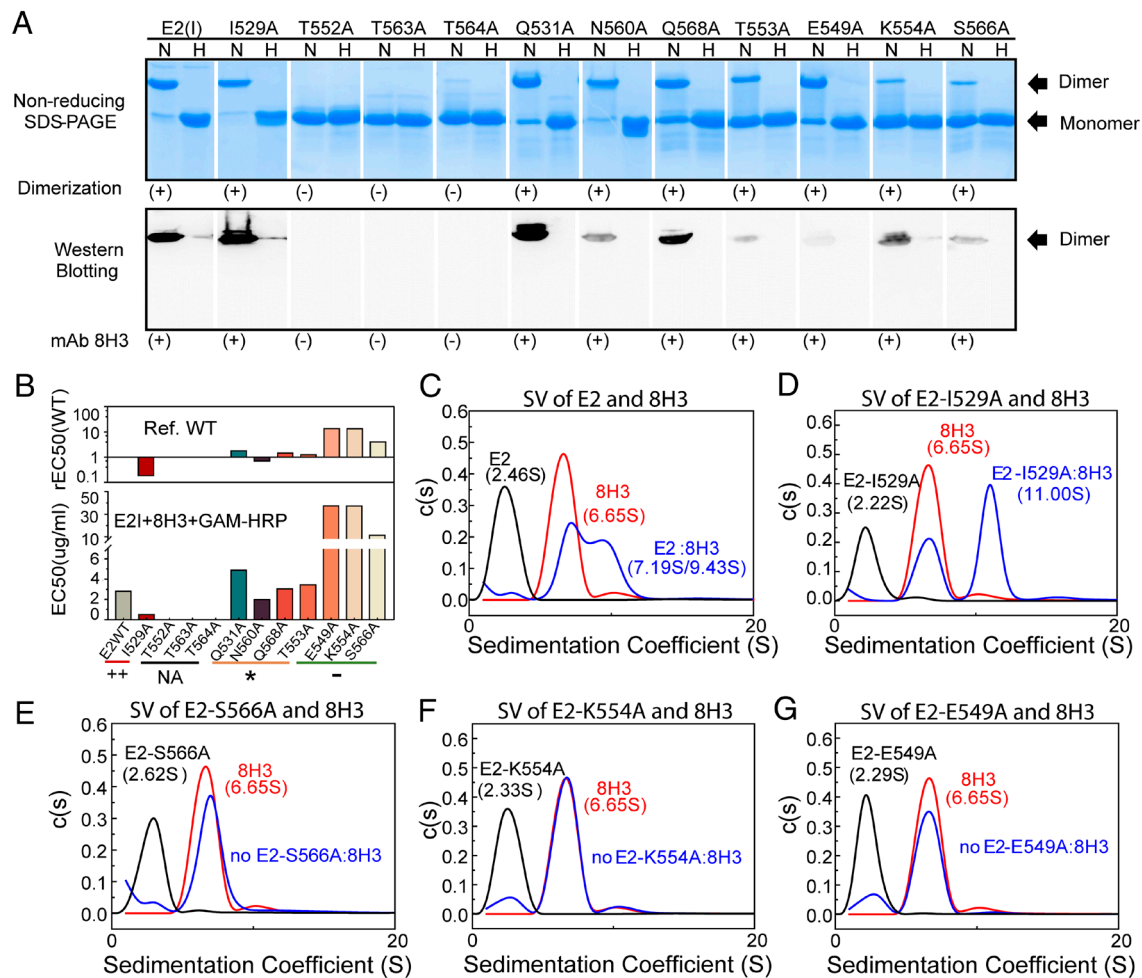 A
E2(I) I529A T552A T563A T564A Q531A N560A Q568A T553A E549A K554A S566A
N H N H N H N H N H N H N H N H N H N H N H N H
Non-reducing
SDS-PAGE
Dimer
Monomer
Dimerization (+) (+) (-) (-) (-) (+) (+) (+) (+) (+) (+) (+)
Western
Blotting
Dimer
mAb 8H3 (+) (+) (-) (-) (-) (+) (+) (+) (+) (+) (+) (+)
B
rEC50(WT)
100
10
1
0.1
Ref. WT
EC50(ug/ml)
50
30
10
6
4
2
0
E2I+8H3+GAM-HRP
E2WT I529A T552A T563A T564A Q531A N560A Q568A T553A E549A K554A S566A
++ NA * -
C
SV of E2 and 8H3
c(s)
0.6
0.5
0.4
0.3
0.2
0.1
0.0
E2
(2.46S)
8H3
(6.65S)
E2:8H3
(7.19S/9.43S)
0 20
Sedimentation Coefficient (S)
D
SV of E2-I529A and 8H3
c(s)
0.6
0.5
0.4
0.3
0.2
0.1
0.0
8H3
(6.65S)
E2-I529A
(2.22S)
E2-I529A:8H3
(11.00S)
0 20
Sedimentation Coefficient (S)
E
SV of E2-S566A and 8H3
c(s)
0.6
0.5
0.4
0.3
0.2
0.1
0.0
E2-S566A
(2.62S)
8H3
(6.65S)
no E2-S566A:8H3
0 20
Sedimentation Coefficient (S)
F
SV of E2-K554A and 8H3
c(s)
0.6
0.5
0.4
0.3
0.2
0.1
0.0
E2-K554A
(2.33S)
8H3
(6.65S)
no E2-K554A:8H3
0 20
Sedimentation Coefficient (S)
G
SV of E2-E549A and 8H3
c(s)
0.6
0.5
0.4
0.3
0.2
0.1
0.0
E2-E549A
(2.29S)
8H3
(6.65S)
no E2-E549A:8H3
0 20
Sedimentation Coefficient (S)